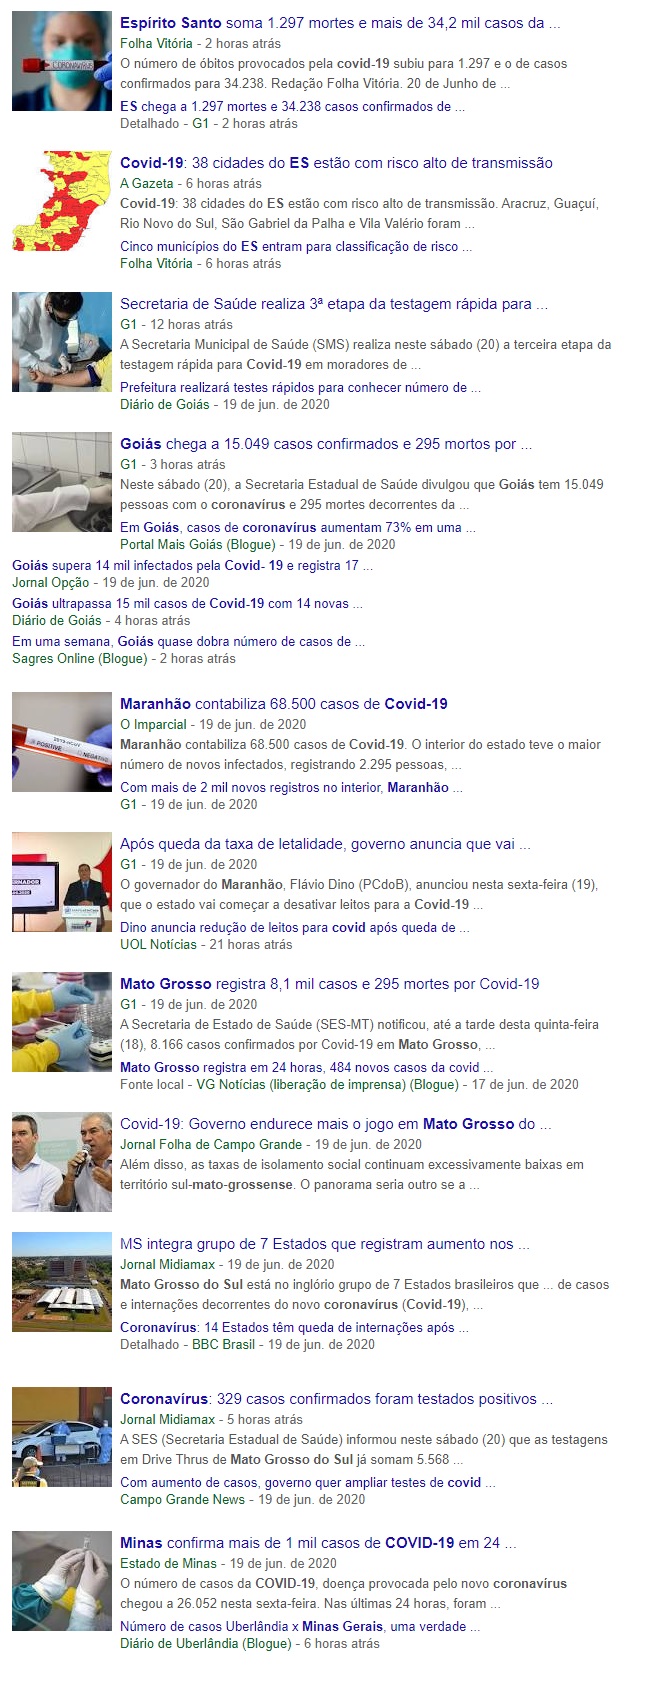 CORONAVÍRUS
Espírito Santo soma 1.297 mortes e mais de 34,2 mil casos da ...
Folha Vitória - 2 horas atrás
O número de óbitos provocados pela covid-19 subiu para 1.297 e o de casos
confirmados para 34.238. Redação Folha Vitória. 20 de Junho de ...
ES chega a 1.297 mortes e 34.238 casos confirmados de ...
Detalhado - G1 - 2 horas atrás
Covid-19: 38 cidades do ES estão com risco alto de transmissão
A Gazeta - 6 horas atrás
Covid-19: 38 cidades do ES estão com risco alto de transmissão. Aracruz, Guaçuí,
Rio Novo do Sul, São Gabriel da Palha e Vila Valério foram ...
Cinco municípios do ES entram para classificação de risco ...
Folha Vitória - 6 horas atrás
Secretaria de Saúde realiza 3ª etapa da testagem rápida para ...
G1 - 12 horas atrás
A Secretaria Municipal de Saúde (SMS) realiza neste sábado (20) a terceira etapa da
testagem rápida para Covid-19 em moradores de ...
Prefeitura realizará testes rápidos para conhecer número de ...
Diário de Goiás - 19 de jun. de 2020
Goiás chega a 15.049 casos confirmados e 295 mortos por ...
G1 - 3 horas atrás
Neste sábado (20), a Secretaria Estadual de Saúde divulgou que Goiás tem 15.049
pessoas com o coronavírus e 295 mortes decorrentes da ...
Em Goiás, casos de coronavírus aumentam 73% em uma ...
Portal Mais Goiás (Blogue) - 19 de jun. de 2020
Goiás supera 14 mil infectados pela Covid- 19 e registra 17 ...
Jornal Opção - 19 de jun. de 2020
Goiás ultrapassa 15 mil casos de Covid-19 com 14 novas ...
Diário de Goiás - 4 horas atrás
Em uma semana, Goiás quase dobra número de casos de ...
Sagres Online (Blogue) - 2 horas atrás
2019-nCoV
POSITIVE NEGATIVE
Maranhão contabiliza 68.500 casos de Covid-19
O Imparcial - 19 de jun. de 2020
Maranhão contabiliza 68.500 casos de Covid-19. O interior do estado teve o maior
número de novos infectados, registrando 2.295 pessoas, ...
Com mais de 2 mil novos registros no interior, Maranhão ...
G1 - 19 de jun. de 2020
Após queda da taxa de letalidade, governo anuncia que vai ...
G1 - 19 de jun. de 2020
O governador do Maranhão, Flávio Dino (PCdoB), anunciou nesta sexta-feira (19),
que o estado vai começar a desativar leitos para a Covid-19 ...
Dino anuncia redução de leitos para covid após queda de ...
UOL Notícias - 21 horas atrás
Mato Grosso registra 8,1 mil casos e 295 mortes por Covid-19
G1 - 19 de jun. de 2020
A Secretaria de Estado de Saúde (SES-MT) notificou, até a tarde desta quinta-feira
(18), 8.166 casos confirmados por Covid-19 em Mato Grosso, ...
Mato Grosso registra em 24 horas, 484 novos casos da covid ...
Fonte local - VG Notícias (liberação de imprensa) (Blogue) - 17 de jun. de 2020
Covid-19: Governo endurece mais o jogo em Mato Grosso do ...
Jornal Folha de Campo Grande - 19 de jun. de 2020
Além disso, as taxas de isolamento social continuam excessivamente baixas em
território sul-mato-grossense. O panorama seria outro se a ...
MS integra grupo de 7 Estados que registram aumento nos ...
Jornal Midiamax - 19 de jun. de 2020
Mato Grosso do Sul está no inglório grupo de 7 Estados brasileiros que ... de casos
e internações decorrentes do novo coronavírus (Covid-19), ...
Coronavírus: 14 Estados têm queda de internações após ...
Detalhado - BBC Brasil - 19 de jun. de 2020
Coronavírus: 329 casos confirmados foram testados positivos ...
Jornal Midiamax - 5 horas atrás
A SES (Secretaria Estadual de Saúde) informou neste sábado (20) que as testagens
em Drive Thrus de Mato Grosso do Sul já somam 5.568 ...
Com aumento de casos, governo quer ampliar testes de covid ...
Campo Grande News - 19 de jun. de 2020
Minas confirma mais de 1 mil casos de COVID-19 em 24 ...
Estado de Minas - 19 de jun. de 2020
O número de casos da COVID-19, doença provocada pelo novo coronavírus
chegou a 26.052 nesta sexta-feira. Nas últimas 24 horas, foram ...
Número de casos Uberlândia x Minas Gerais, uma verdade ...
Diário de Uberlândia (Blogue) - 6 horas atrás